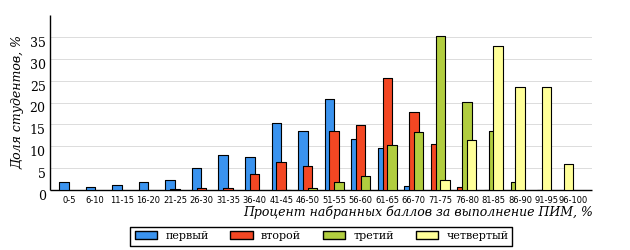 Доля студентов, %
35
30
25
20
15
10
5
0
0-5 6-10 11-15 16-20 21-25 26-30 31-35 36-40 41-45 46-50 51-55 56-60 61-65 66-70 71-75 76-80 81-85 86-90 91-95 96-100
Процент набранных баллов за выполнение ПИМ, %
первый второй третий четвертый